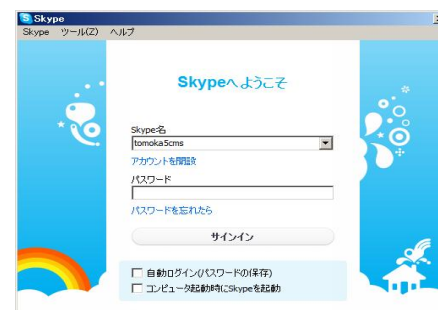 Skype
Skype ツール(Z) ヘルプ
Skypeへようこそ
Skype名
tomoka5cms
アカウントを開設
パスワード
パスワードを忘れたら
サインイン
自動ログイン(パスワードの保存)
コンピュータ起動時にSkypeを起動